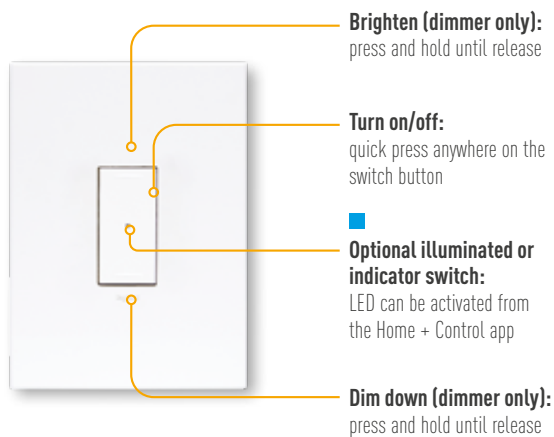 Brighten (dimmer only):
press and hold until release
Turn on/off:
quick press anywhere on the
switch button
Optional illuminated or
indicator switch:
LED can be activated from
the Home + Control app
Dim down (dimmer only):
press and hold until release